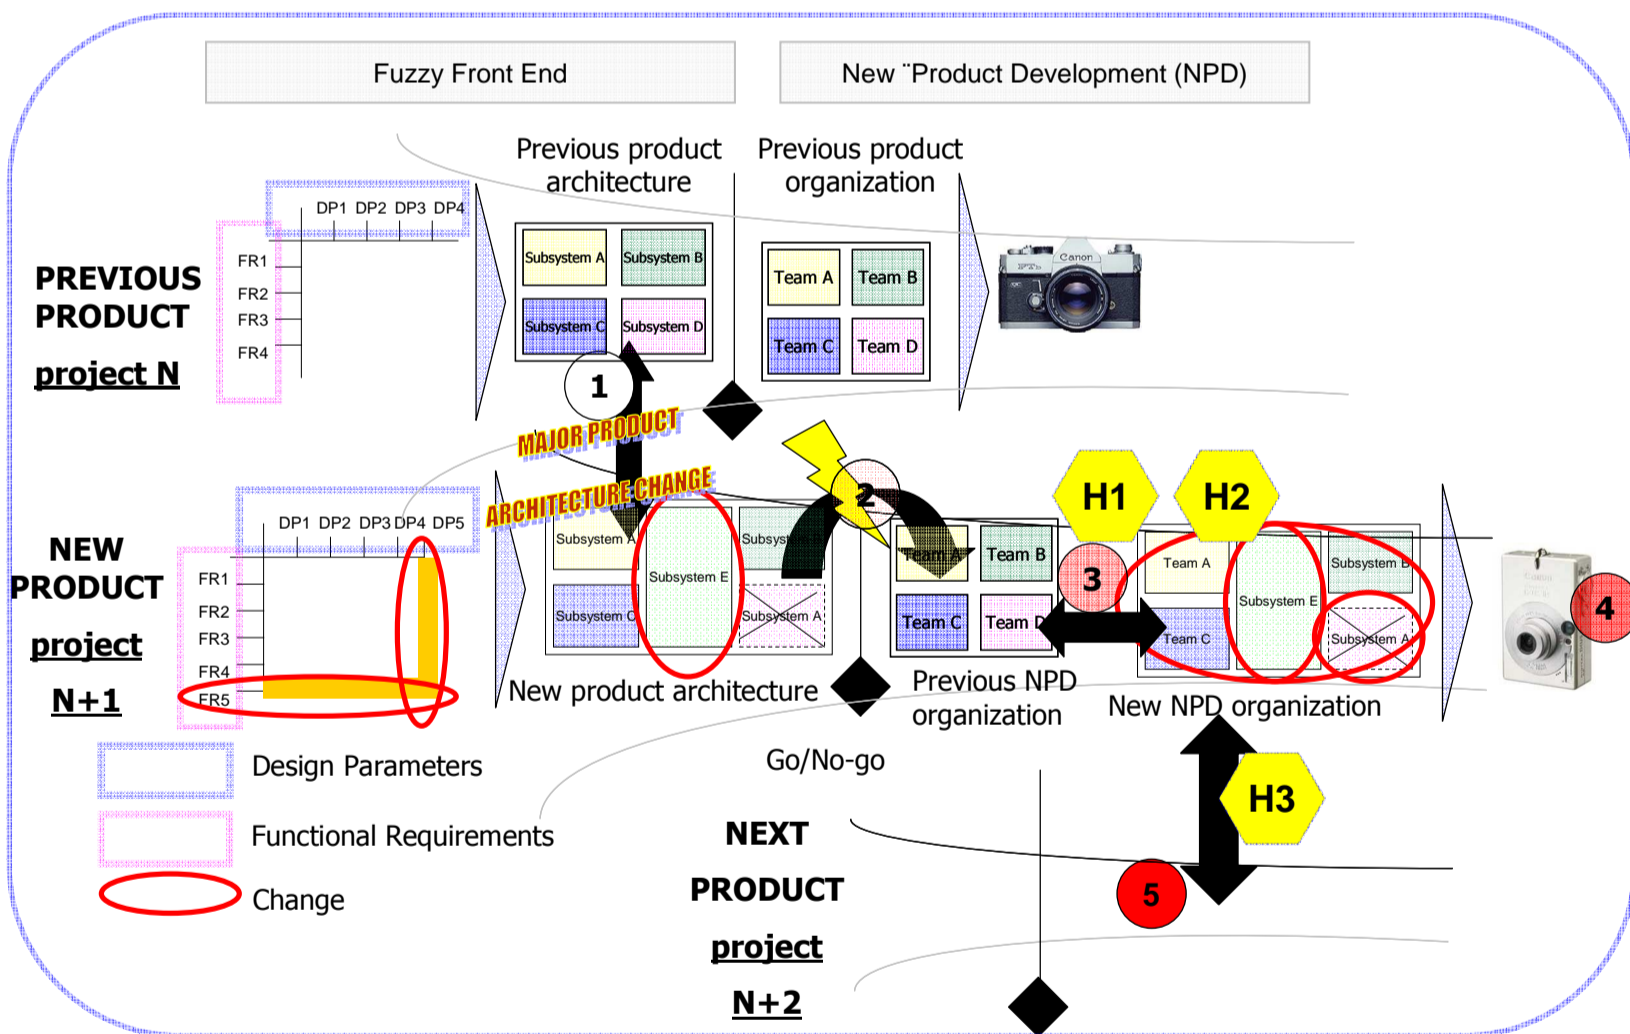 Fuzzy Front End
New ¨Product Development (NPD)
Previous product
architecture
Previous product
organization
DP1 DP2 DP3 DP4
FR1
FR2
FR3
FR4
PREVIOUS
PRODUCT
project N
Subsystem A
Subsystem B
Subsystem C
Subsystem D
Team A
Team B
Team C
Team D
Canon
1
MAJOR PRODUCT
ARCHITECTURE CHANGE
2
H1
H2
DP1 DP2 DP3 DP4 DP5
NEW
PRODUCT
project
N+1
FR1
FR2
FR3
FR4
FR5
Subsystem A
Subsystem E
Subsystem C
Subsystem A
New product architecture
Team A
Team B
Team C
Team D
Previous NPD
organization
3
Team A
Subsystem B
Subsystem E
Team C
Subsystem A
New NPD organization
4
Design Parameters
Functional Requirements
Change
Go/No-go
H3
NEXT
PRODUCT
project
N+2
5